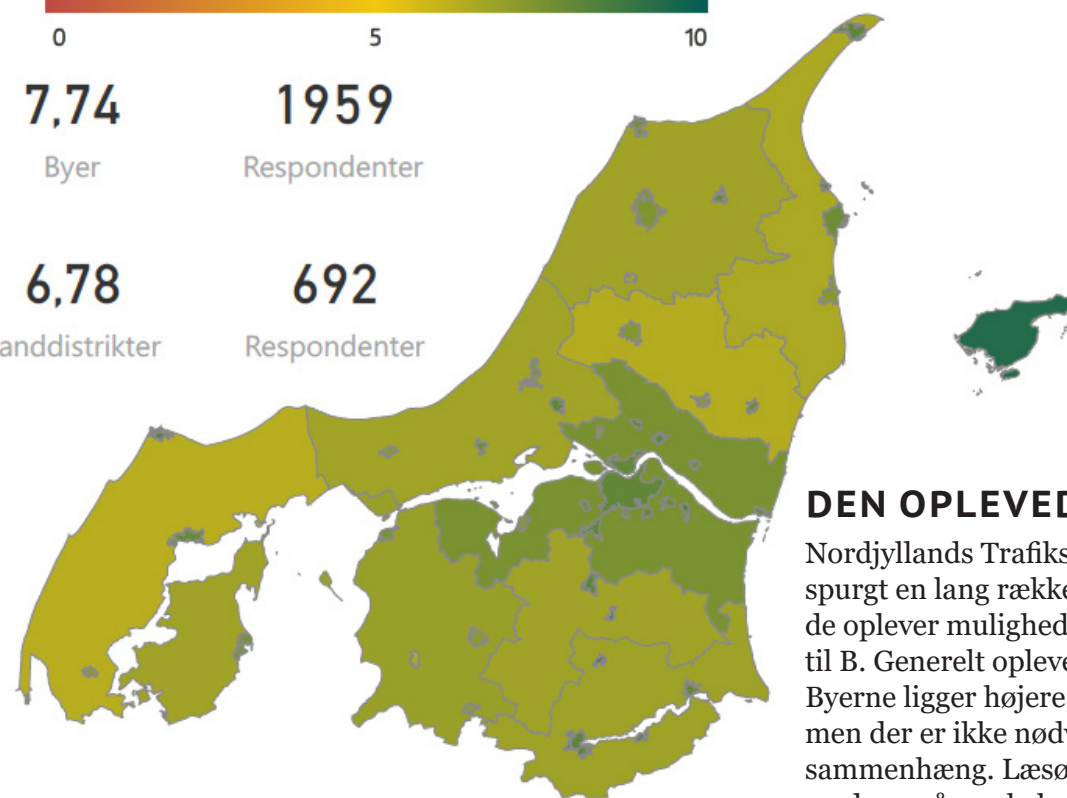 0 5 10
7,74 1959
Byer Respondenter
6,78 692
anddistrikter Respondenter
DEN OPLEVED
Nordjyllands Trafiks
spurgt en lang række
de oplever mulighed
til B. Generelt opleve
Byerne ligger højere
men der er ikke nødv
sammenhæng. Læsø